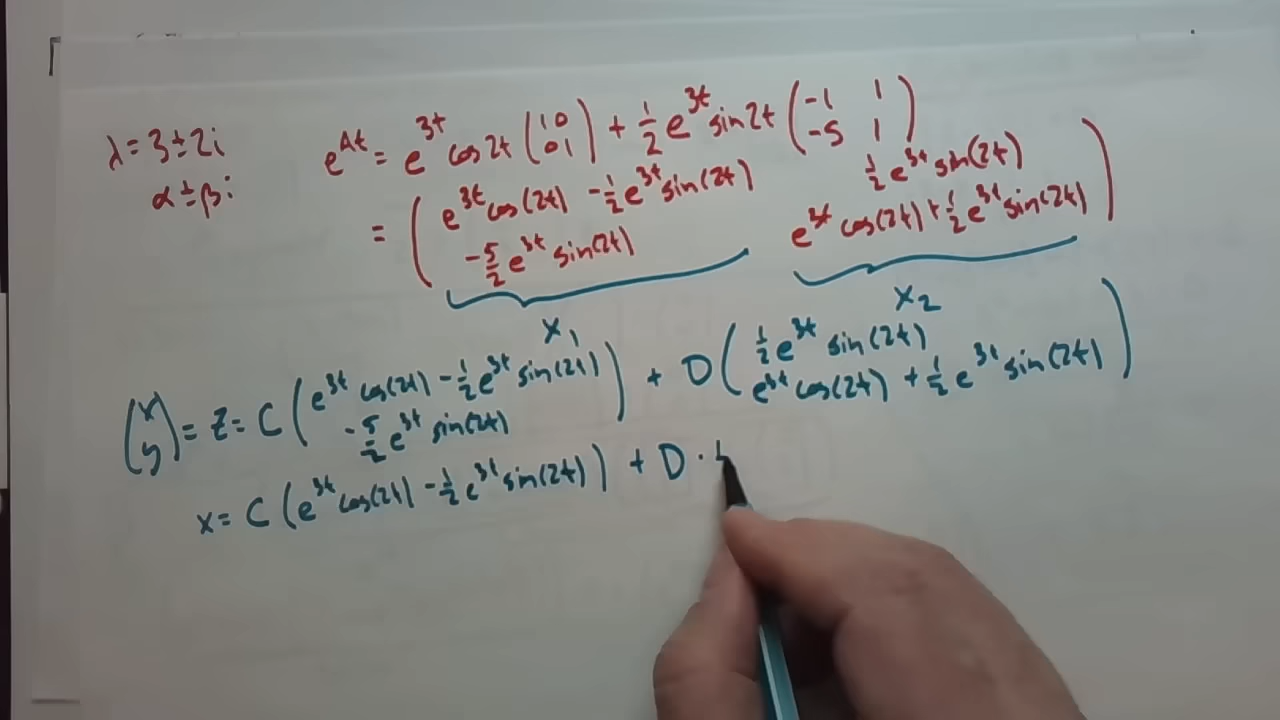 λ = 3 ± 2i
α ± βi
e^{At} = e^{3t} cos2t (1 0 0 1) + 1/2 e^{3t} sin2t (-1 1 -5 1)
= (e^{3t} cos(2t) - 1/2 e^{3t} sin(2t) 1/2 e^{3t} sin(2t)
-5/2 e^{3t} sin(2t) e^{3t} cos(2t) + 1/2 e^{3t} sin(2t))
x₁ x₂
(x y) = z = C (e^{3t} cos(2t) - 1/2 e^{3t} sin(2t) -5/2 e^{3t} sin(2t)) + D (1/2 e^{3t} sin(2t) e^{3t} cos(2t) + 1/2 e^{3t} sin(2t))
x = C (e^{3t} cos(2t) - 1/2 e^{3t} sin(2t)) + D ·